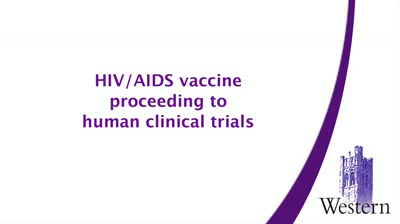 HIV/AIDS vaccine
proceeding to
human clinical trials
Western